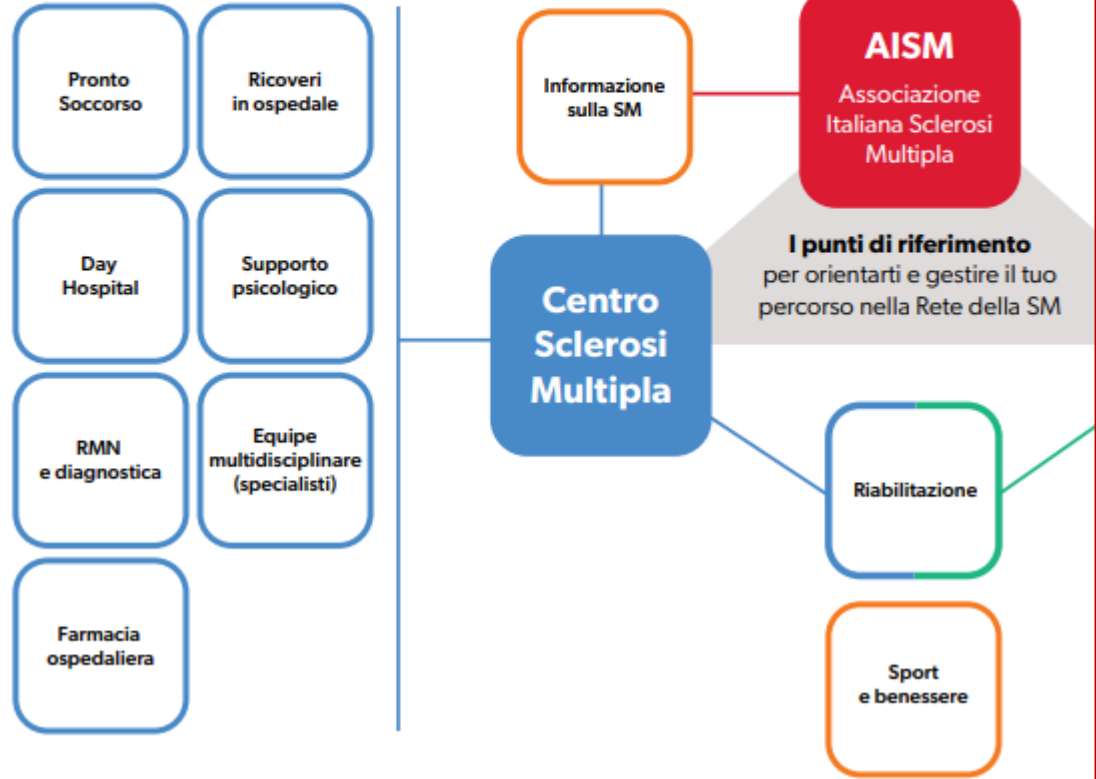 Pronto
Soccorso
Ricoveri
in ospedale
Day
Hospital
Supporto
psicologico
RMN
e diagnostica
Equipe
multidisciplinare
(specialisti)
Farmacia
ospedaliera
Informazione
sulla SM
AISM
Associazione
Italiana Sclerosi
Multipla
I punti di riferimento
per orientarti e gestire il tuo
percorso nella Rete della SM
Centro
Sclerosi
Multipla
Riabilitazione
Sport
e benessere